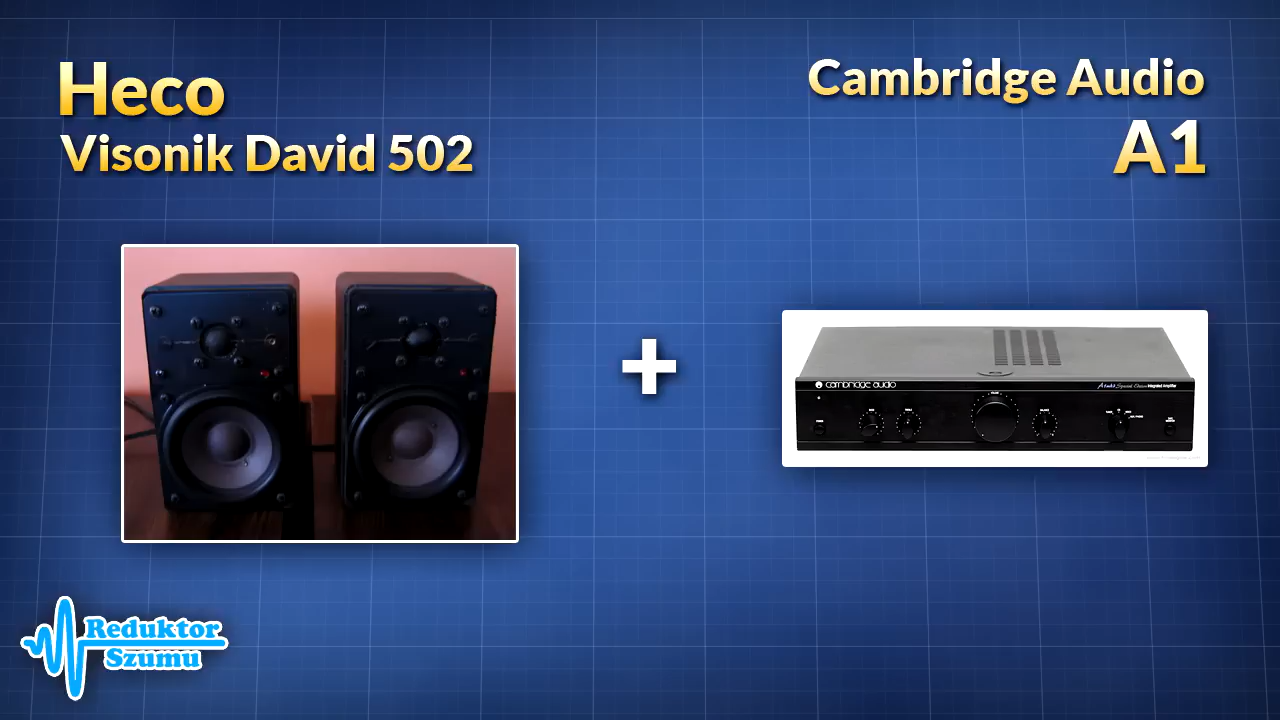 Heco
Visonik David 502
Cambridge Audio
A1
cambridge audio
Reduktor
Szumu